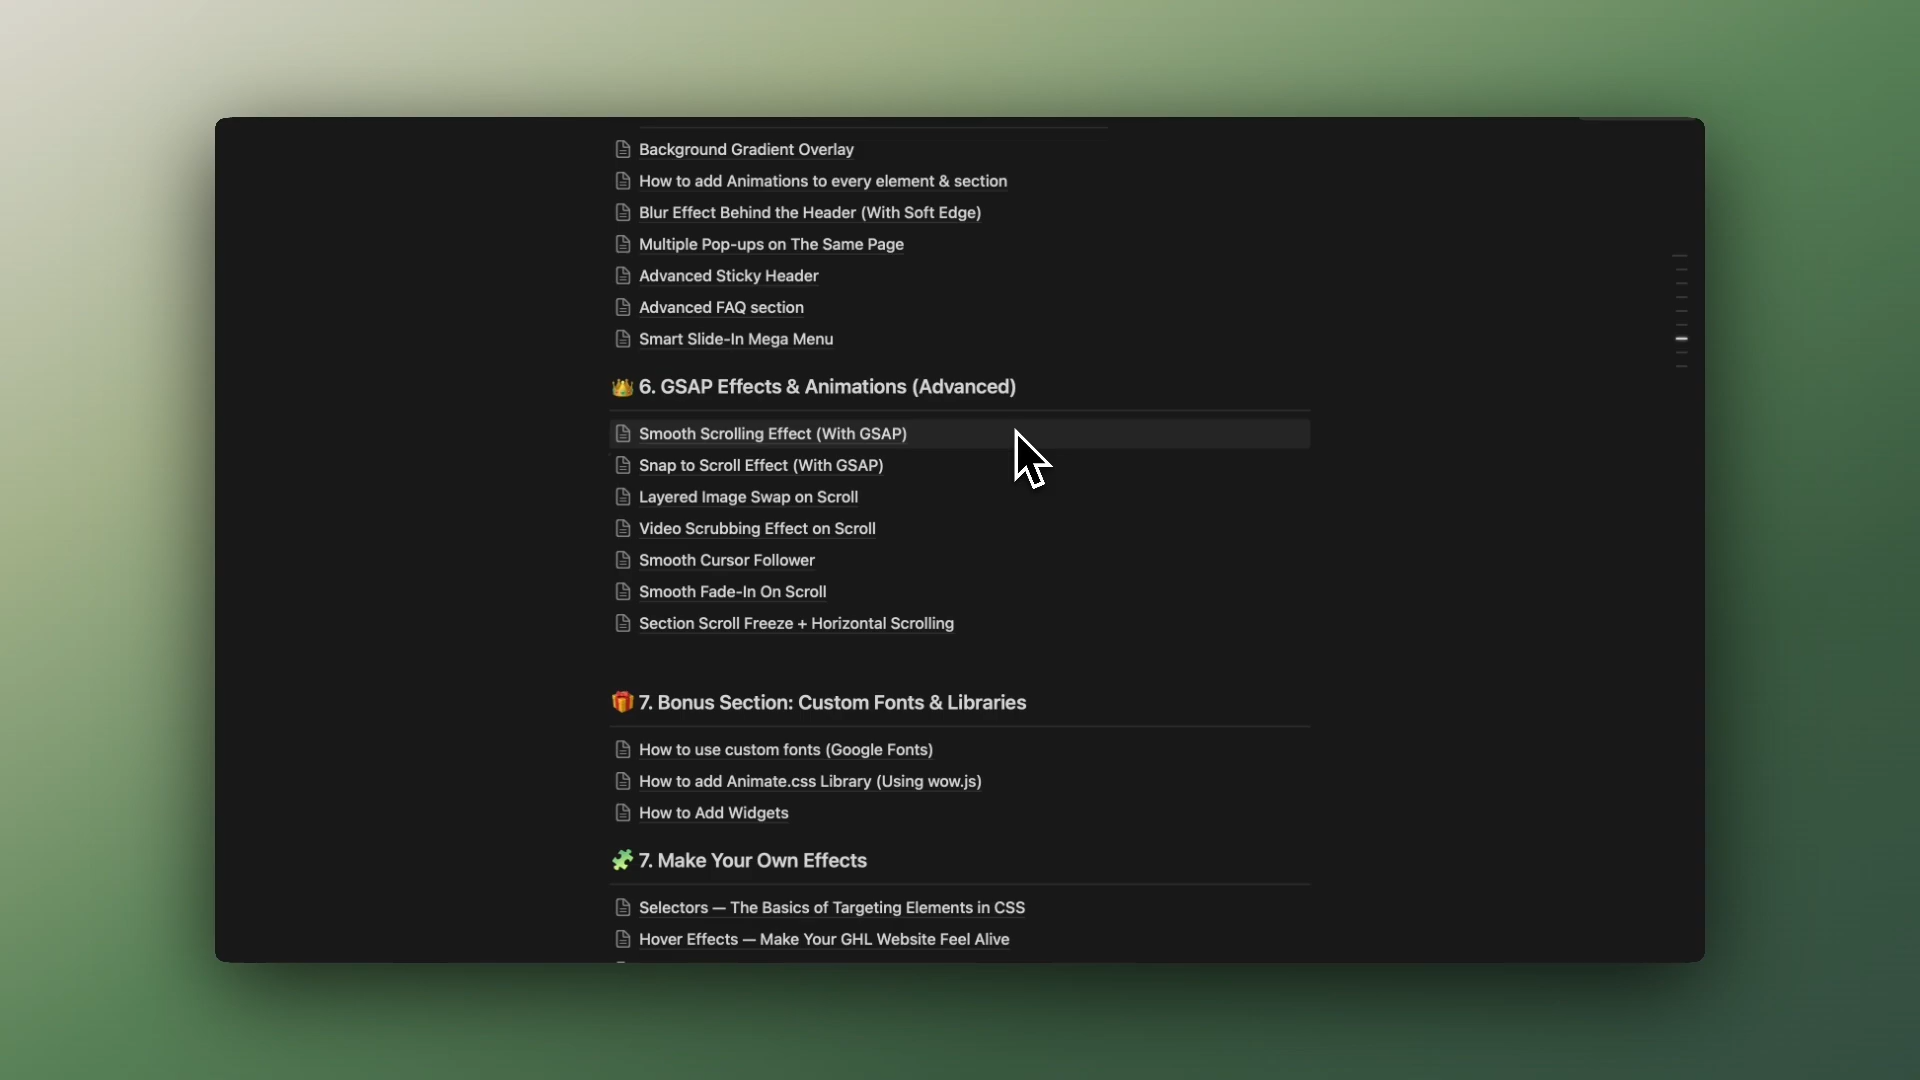 Background Gradient Overlay
How to add Animations to every element & section
Blur Effect Behind the Header (With Soft Edge)
Multiple Pop-ups on The Same Page
Advanced Sticky Header
Advanced FAQ section
Smart Slide-In Mega Menu
6. GSAP Effects & Animations (Advanced)
Smooth Scrolling Effect (With GSAP)
Snap to Scroll Effect (With GSAP)
Layered Image Swap on Scroll
Video Scrubbing Effect on Scroll
Smooth Cursor Follower
Smooth Fade-In On Scroll
Section Scroll Freeze + Horizontal Scrolling
7. Bonus Section: Custom Fonts & Libraries
How to use custom fonts (Google Fonts)
How to add Animate.css Library (Using wow.js)
How to Add Widgets
7. Make Your Own Effects
Selectors — The Basics of Targeting Elements in CSS
Hover Effects — Make Your GHL Website Feel Alive